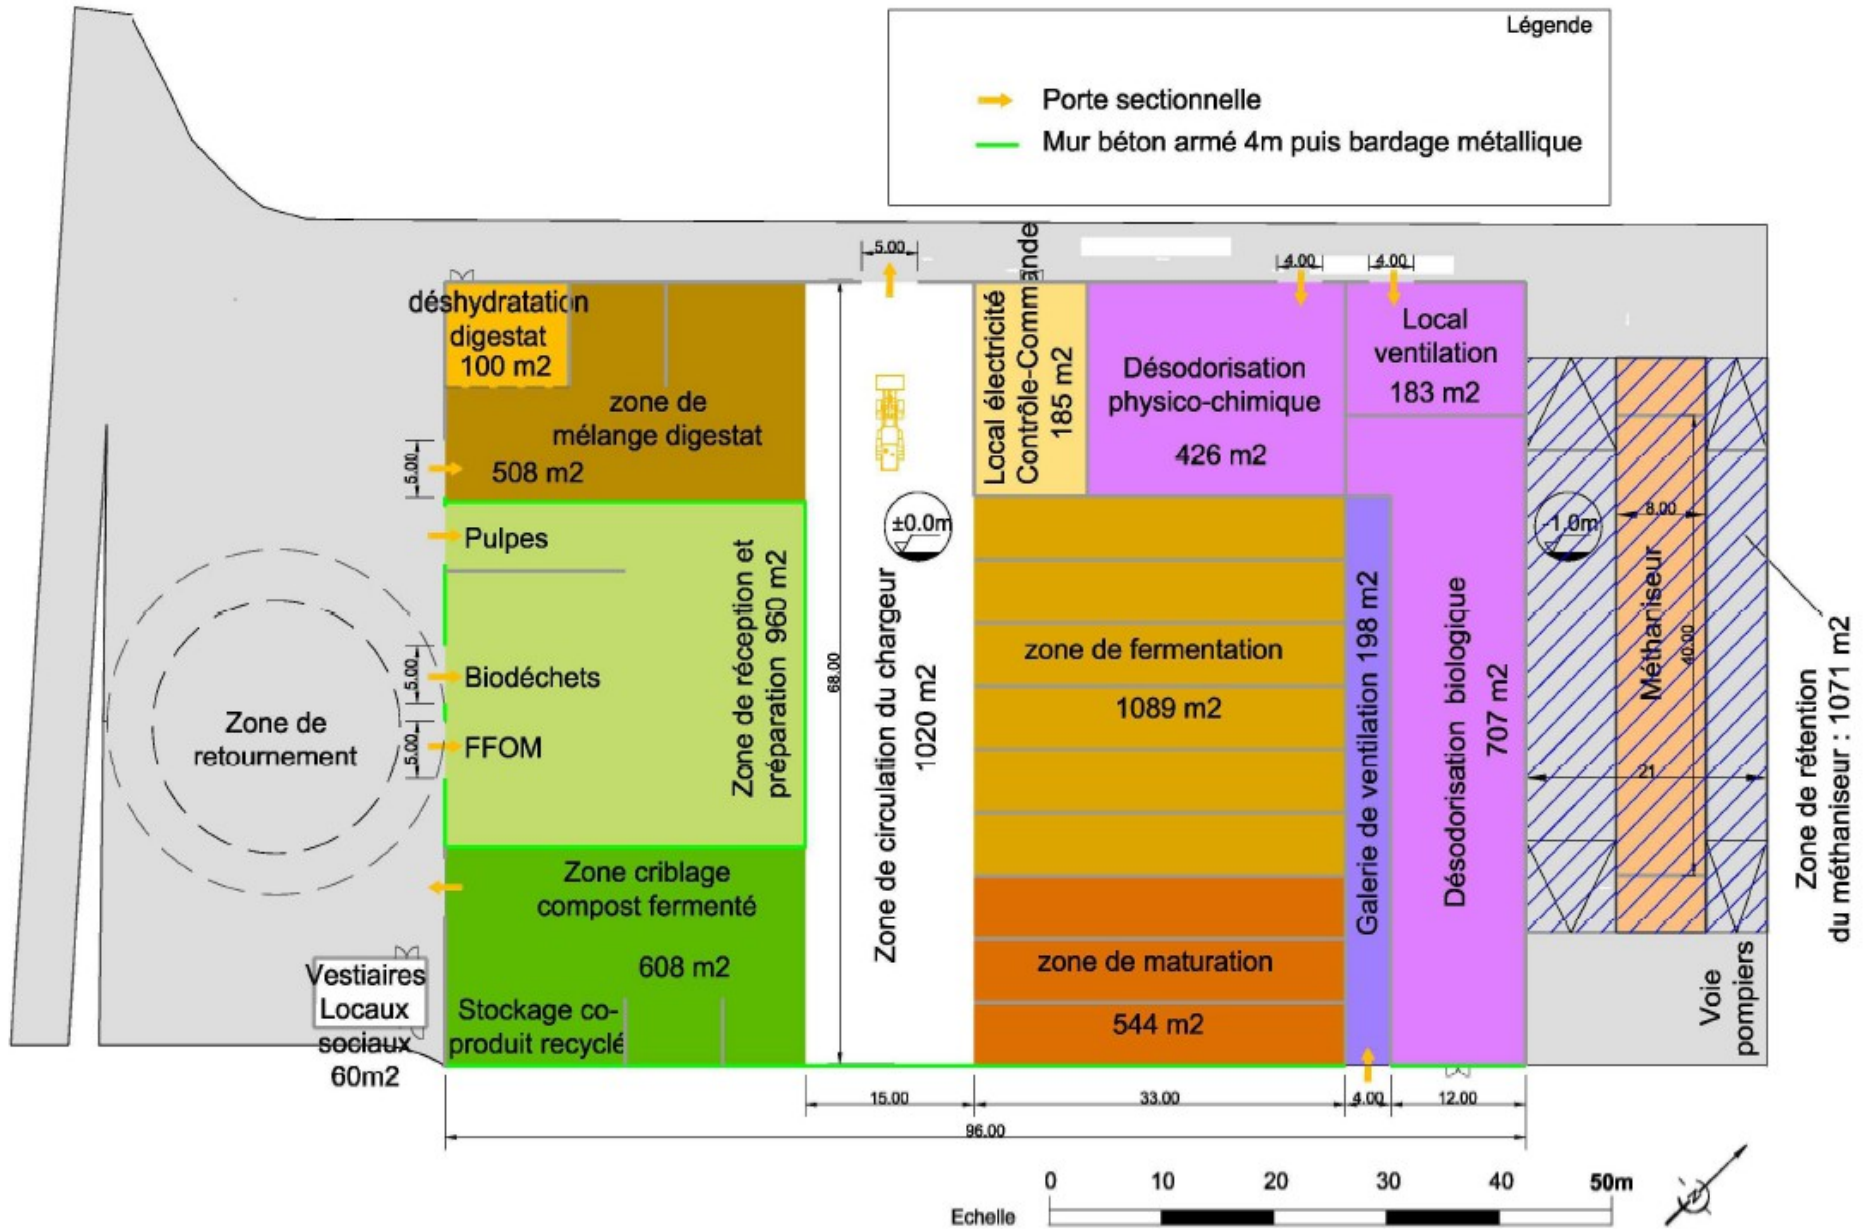 Légende
Porte sectionnelle
Mur béton armé 4m puis bardage métallique
5.00
4.00
4.00
déshydratation
digestat
100 m2
zone de
mélange digestat
508 m2
5.00
Local électricité
Contrôle-Commande
185 m2
Désodorisation
physico-chimique
426 m2
Local
ventilation
183 m2
±0.0m
-1.0m
8.00
Pulpes
Biodéchets
5.00
FFOM
5.00
Zone de réception et
préparation 960 m2
68.00
Zone de circulation du chargeur
1020 m2
zone de fermentation
1089 m2
Galerie de ventilation 198 m2
Désodorisation biologique
707 m2
Méthaniseur
40.00
21
Zone de rétention
du méthaniseur : 1071 m2
Zone de
retournement
Zone criblage
compost fermenté
608 m2
zone de maturation
544 m2
Vestiaires
Locaux
sociaux
60m2
Stockage co-
produit recyclé
Voie
pompiers
15.00
33.00
4.00
12.00
96.00
0
10
20
30
40
50m
Echelle
N